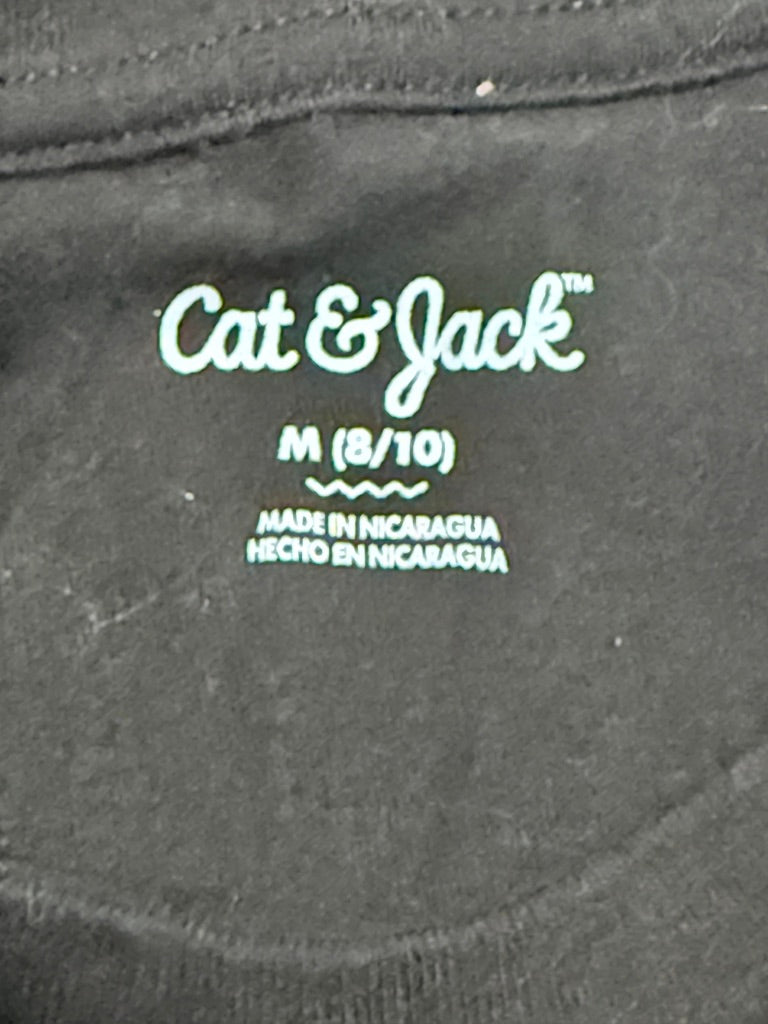 Cat & Jack™
M (8/10)
MADE IN NICARAGUA
HECHO EN NICARAGUA